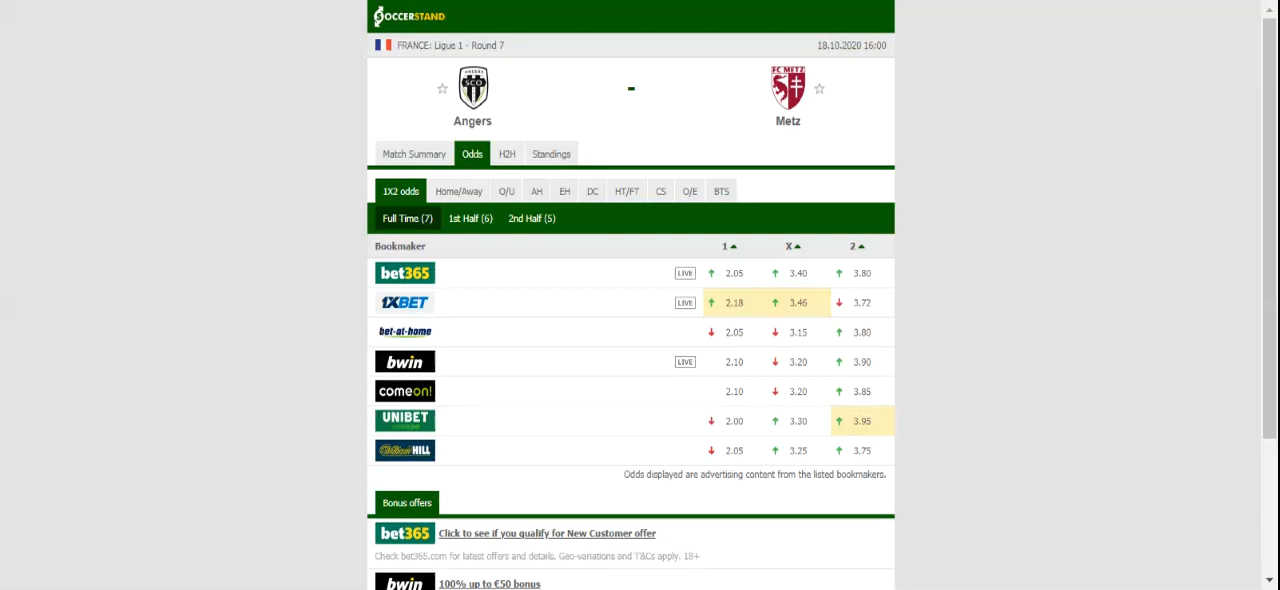 SOCCERSTAND
FRANCE: Ligue 1 - Round 7 18.10.2020 16:00
ANGERS SCO FC METZ
-
Angers Metz
Match Summary Odds H2H Standings
1X2 odds Home/Away O/U AH EH DC HT/FT CS O/E BTS
Full Time (7) 1st Half (6) 2nd Half (5)
Bookmaker 1 X 2
bet365 LIVE 2.05 3.40 3.80
1XBET LIVE 2.18 3.46 3.72
bet-at-home 2.05 3.15 3.80
bwin LIVE 2.10 3.20 3.90
comeon! 2.10 3.20 3.85
UNIBET 2.00 3.30 3.95
William HILL 2.05 3.25 3.75
Odds displayed are advertising content from the listed bookmakers.
Bonus offers
bet365 Click to see if you qualify for New Customer offer
Check bet365.com for latest offers and details. Geo-variations and T&Cs apply. 18+
bwin 100% up to €50 bonus